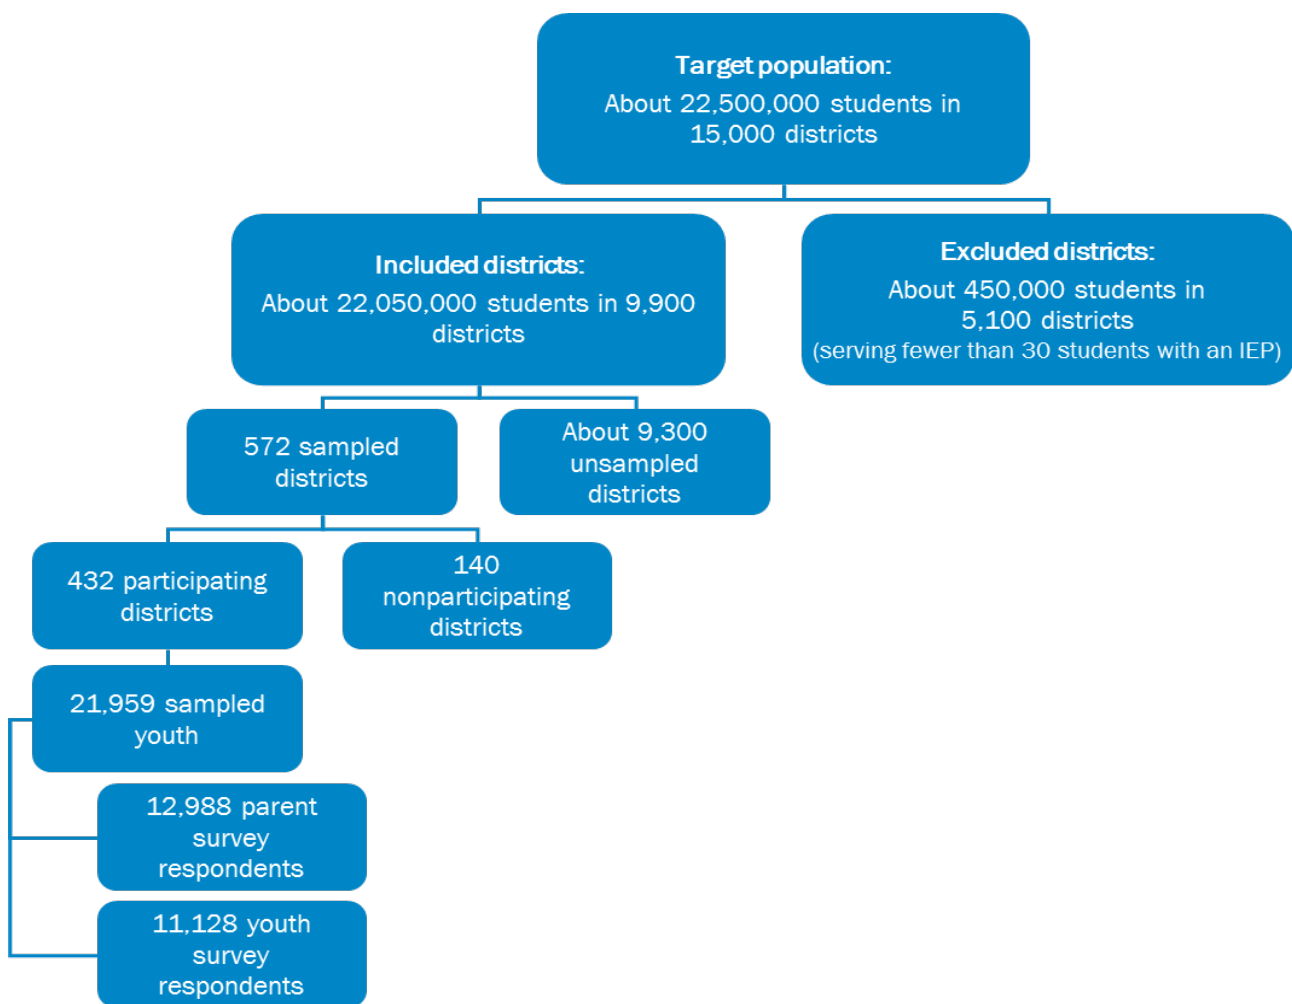 Target population:
About 22,500,000 students in
15,000 districts
Included districts:
About 22,050,000 students in 9,900
districts
Excluded districts:
About 450,000 students in
5,100 districts
(serving fewer than 30 students with an IEP)
572 sampled
districts
About 9,300
unsampled
districts
432 participating
districts
140
nonparticipating
districts
21,959 sampled
youth
12,988 parent
survey
respondents
11,128 youth
survey
respondents